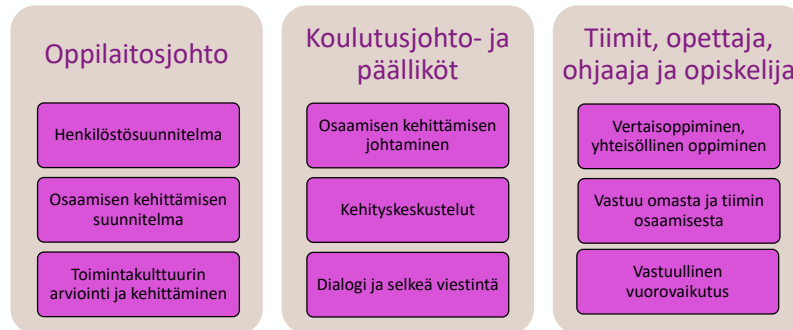 Oppilaitosjohto
Henkilöstösuunnitelma
Osaamisen kehittämisen
suunnitelma
Toimintakulttuurin
arviointi ja kehittäminen
Koulutusjohto- ja
päälliköt
Osaamisen kehittämisen
johtaminen
Kehityskeskustelut
Dialogi ja selkeä viestintä
Tiimit, opettaja,
ohjaaja ja opiskelija
Vertaisoppiminen,
yhteisöllinen oppiminen
Vastuu omasta ja tiimin
osaamisesta
Vastuullinen
vuorovaikutus